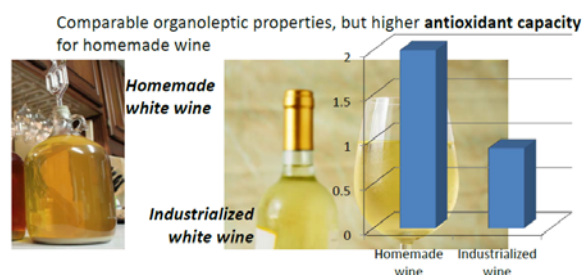 Comparable organoleptic properties, but higher antioxidant capacity
for homemade wine
Homemade
white wine
Industrialized
white wine
2
1.5
1
0.5
0
Homemade
wine
Industrialized
wine